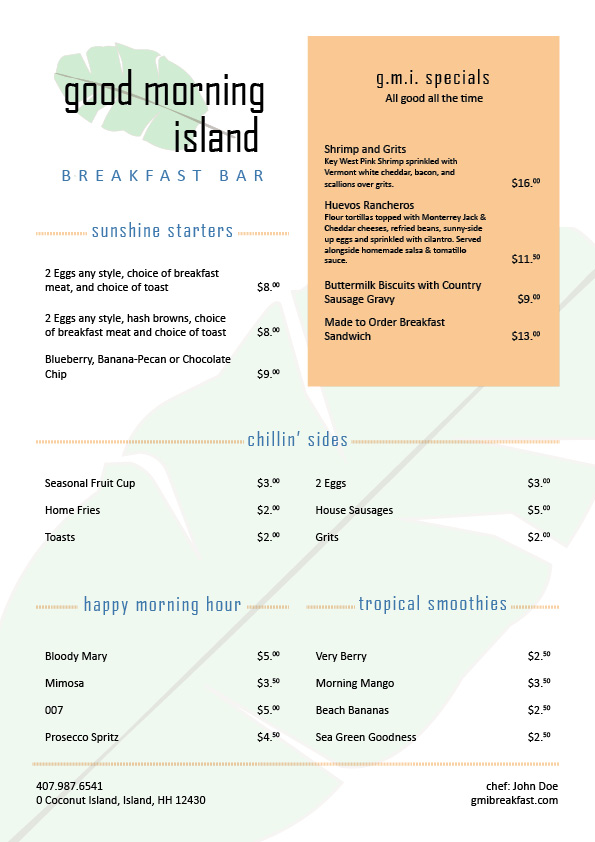 good morning
island
BREAKFAST BAR
sunshine starters
2 Eggs any style, choice of breakfast
meat, and choice of toast $8.00
2 Eggs any style, hash browns, choice
of breakfast meat and choice of toast $8.00
Blueberry, Banana-Pecan or Chocolate
Chip $9.00
g.m.i. specials
All good all the time
Shrimp and Grits
Key West Pink Shrimp sprinkled with
Vermont white cheddar, bacon, and
scallions over grits. $16.00
Huevos Rancheros
Flour tortillas topped with Monterrey Jack &
Cheddar cheeses, refried beans, sunny-side
up eggs and sprinkled with cilantro. Served
alongside homemade salsa & tomatillo
sauce. $11.50
Buttermilk Biscuits with Country
Sausage Gravy $9.00
Made to Order Breakfast
Sandwich $13.00
chillin’ sides
Seasonal Fruit Cup $3.00
Home Fries $2.00
Toasts $2.00
2 Eggs $3.00
House Sausages $5.00
Grits $2.00
happy morning hour
Bloody Mary $5.00
Mimosa $3.50
007 $5.00
Prosecco Spritz $4.50
tropical smoothies
Very Berry $2.50
Morning Mango $3.50
Beach Bananas $2.50
Sea Green Goodness $2.50
407.987.6541
0 Coconut Island, Island, HH 12430
chef: John Doe
gmibreakfast.com